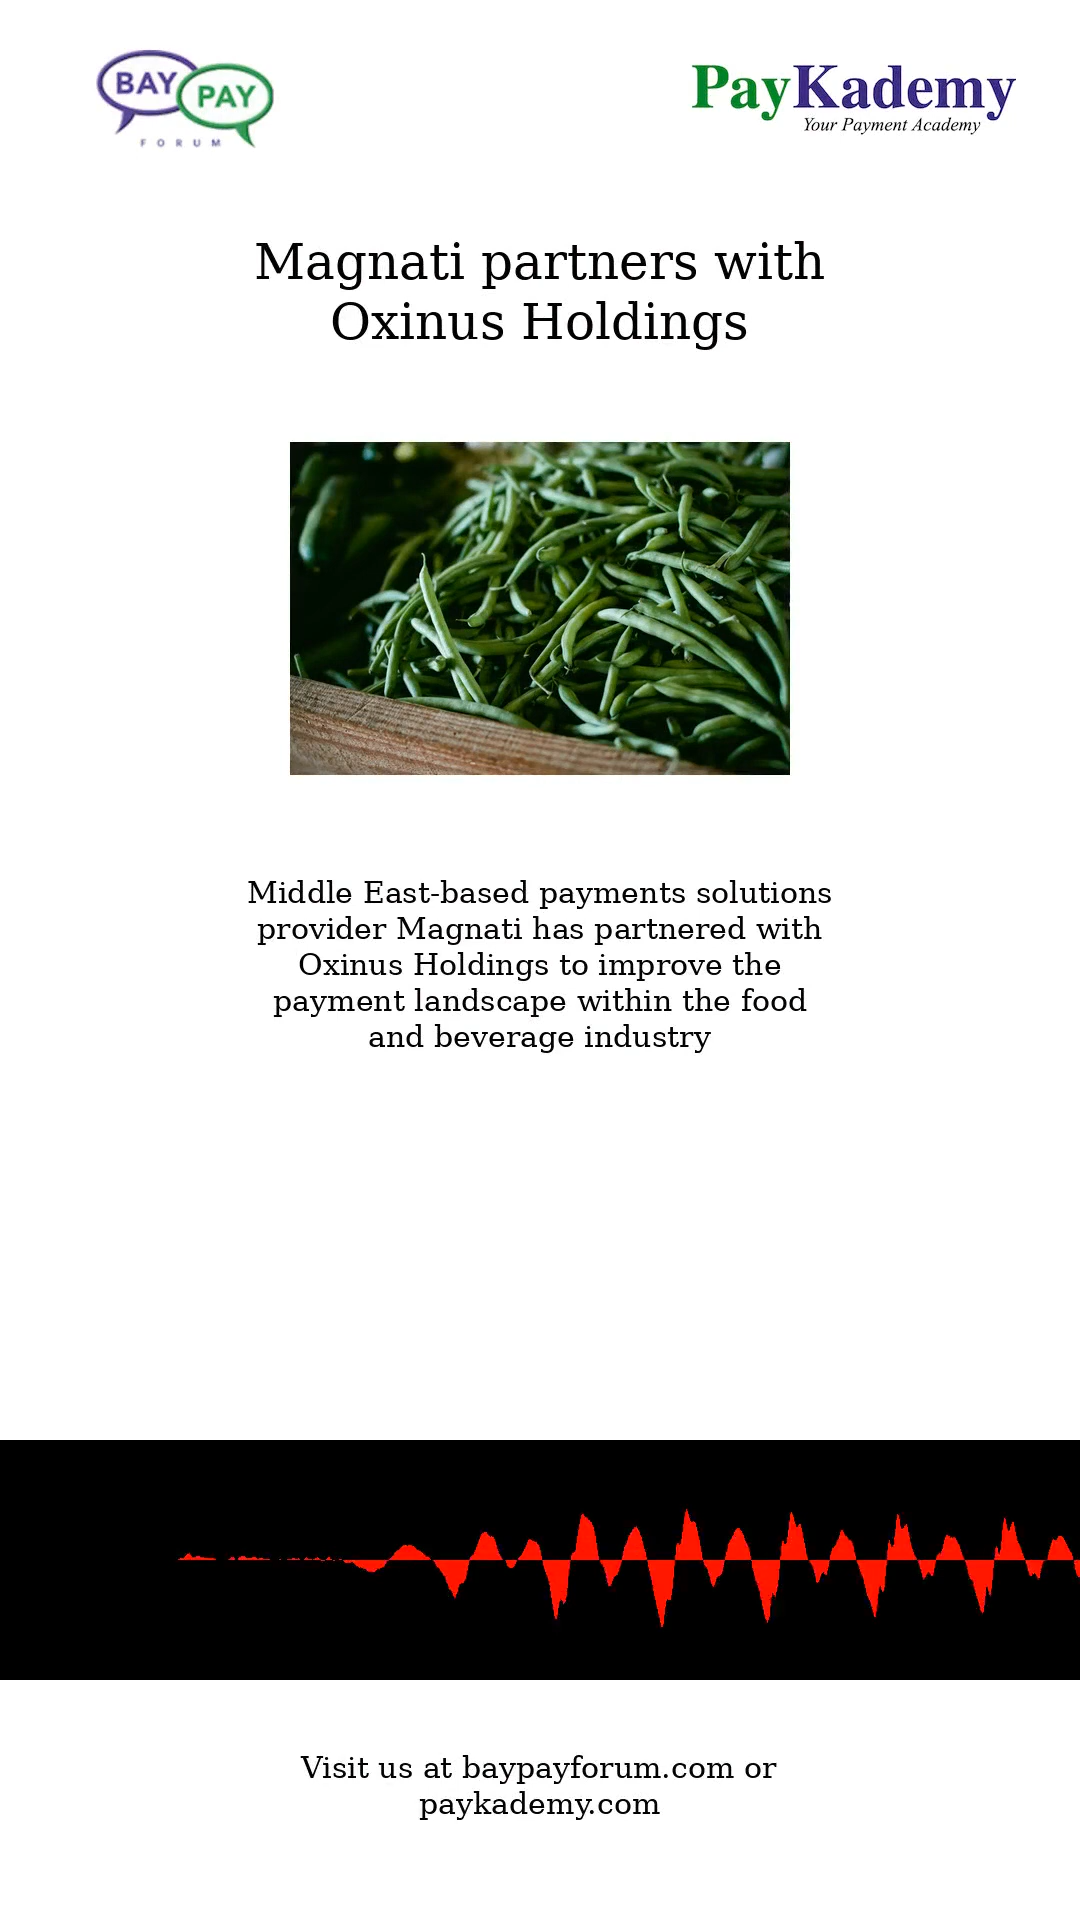 BAY PAY
FORUM
PayKademy
Your Payment Academy
Magnati partners with
Oxinus Holdings
Middle East-based payments solutions
provider Magnati has partnered with
Oxinus Holdings to improve the
payment landscape within the food
and beverage industry
Visit us at baypayforum.com or
paykademy.com